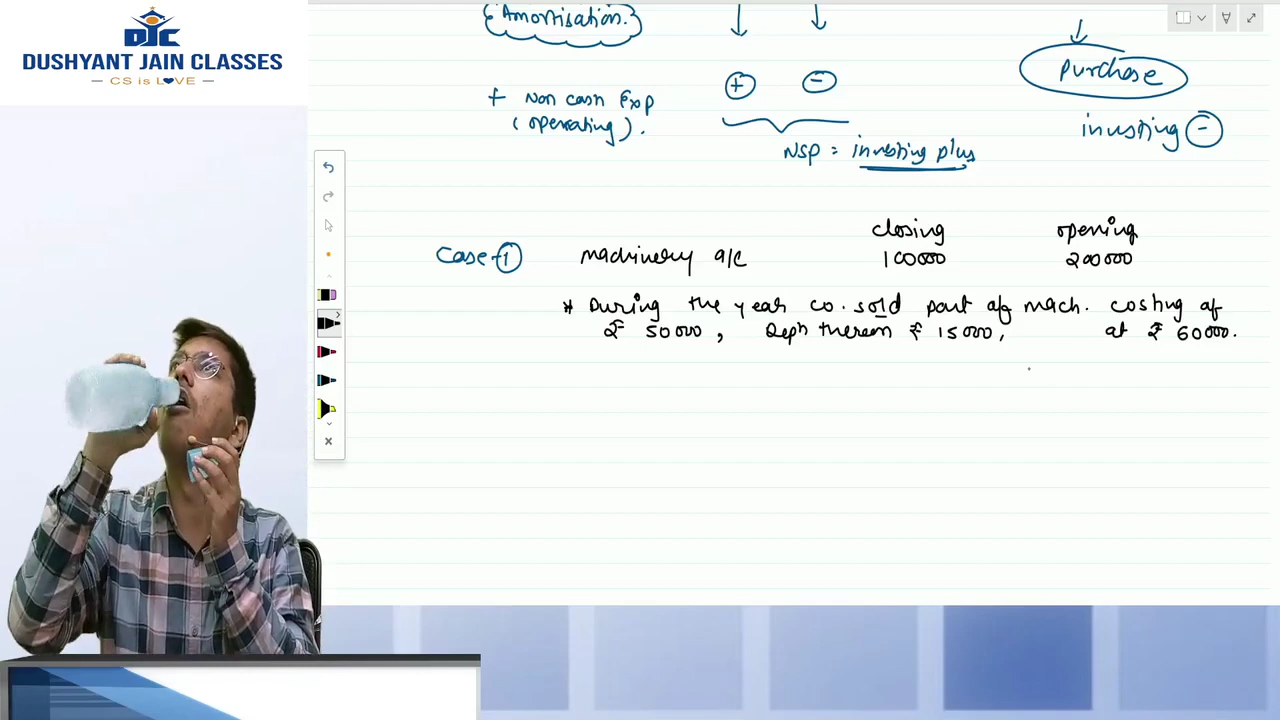 DUSHYANT JAIN CLASSES
CS is LOVE
Amortisation.
+ Non cash Exp
(operating).
+ -
NSP = investing plus
purchase
investing -
closing opening
Case-1 machinery a/c 100000 200000
* During the year co. sold part of mach. costing of
₹ 50000, Deph thereon ₹ 15000, at ₹ 60000.